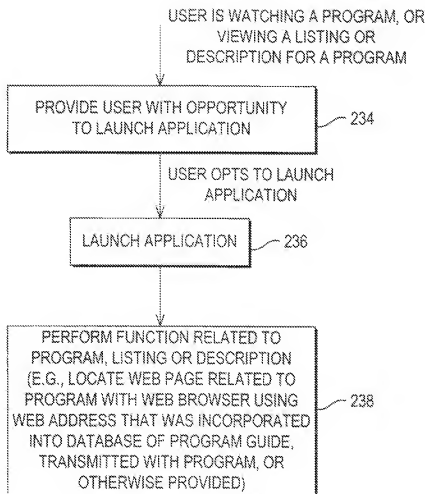 USER IS WATCHING A PROGRAM, OR
VIEWING A LISTING OR
DESCRIPTION FOR A PROGRAM
PROVIDE USER WITH OPPORTUNITY
TO LAUNCH APPLICATION
234
USER OPTS TO LAUNCH
APPLICATION
LAUNCH APPLICATION
236
PERFORM FUNCTION RELATED TO
PROGRAM, LISTING OR DESCRIPTION
(E.G., LOCATE WEB PAGE RELATED TO
PROGRAM WITH WEB BROWSER USING
WEB ADDRESS THAT WAS INCORPORATED
INTO DATABASE OF PROGRAM GUIDE,
TRANSMITTED WITH PROGRAM, OR
OTHERWISE PROVIDED)
238